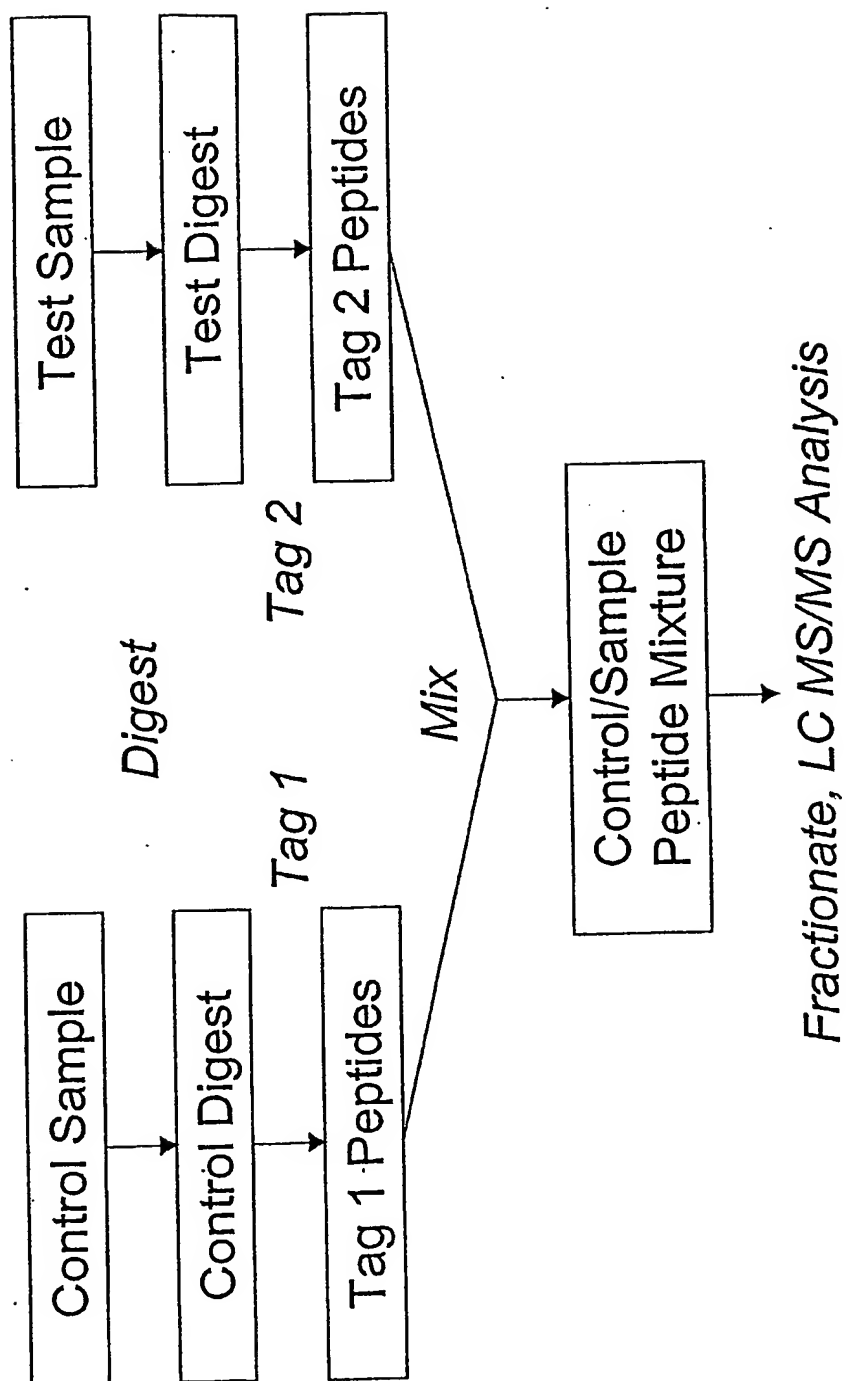 Control Sample
Test Sample
Digest
Control Digest
Test Digest
Tag 1
Tag 2
Tag 1 Peptides
Tag 2 Peptides
Mix
Control/Sample
Peptide Mixture
Fractionate, LC MS/MS Analysis